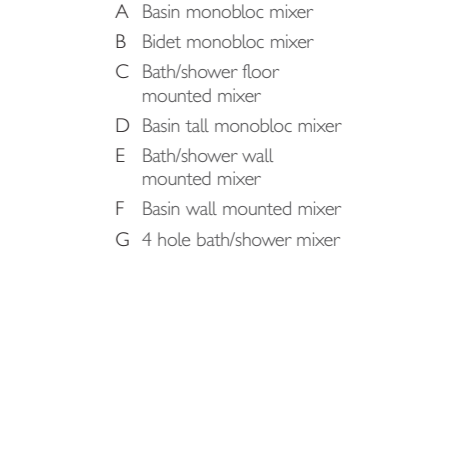 A Basin monobloc mixer
B Bidet monobloc mixer
C Bath/shower floor
mounted mixer
D Basin tall monobloc mixer
E Bath/shower wall
mounted mixer
F Basin wall mounted mixer
G 4 hole bath/shower mixer